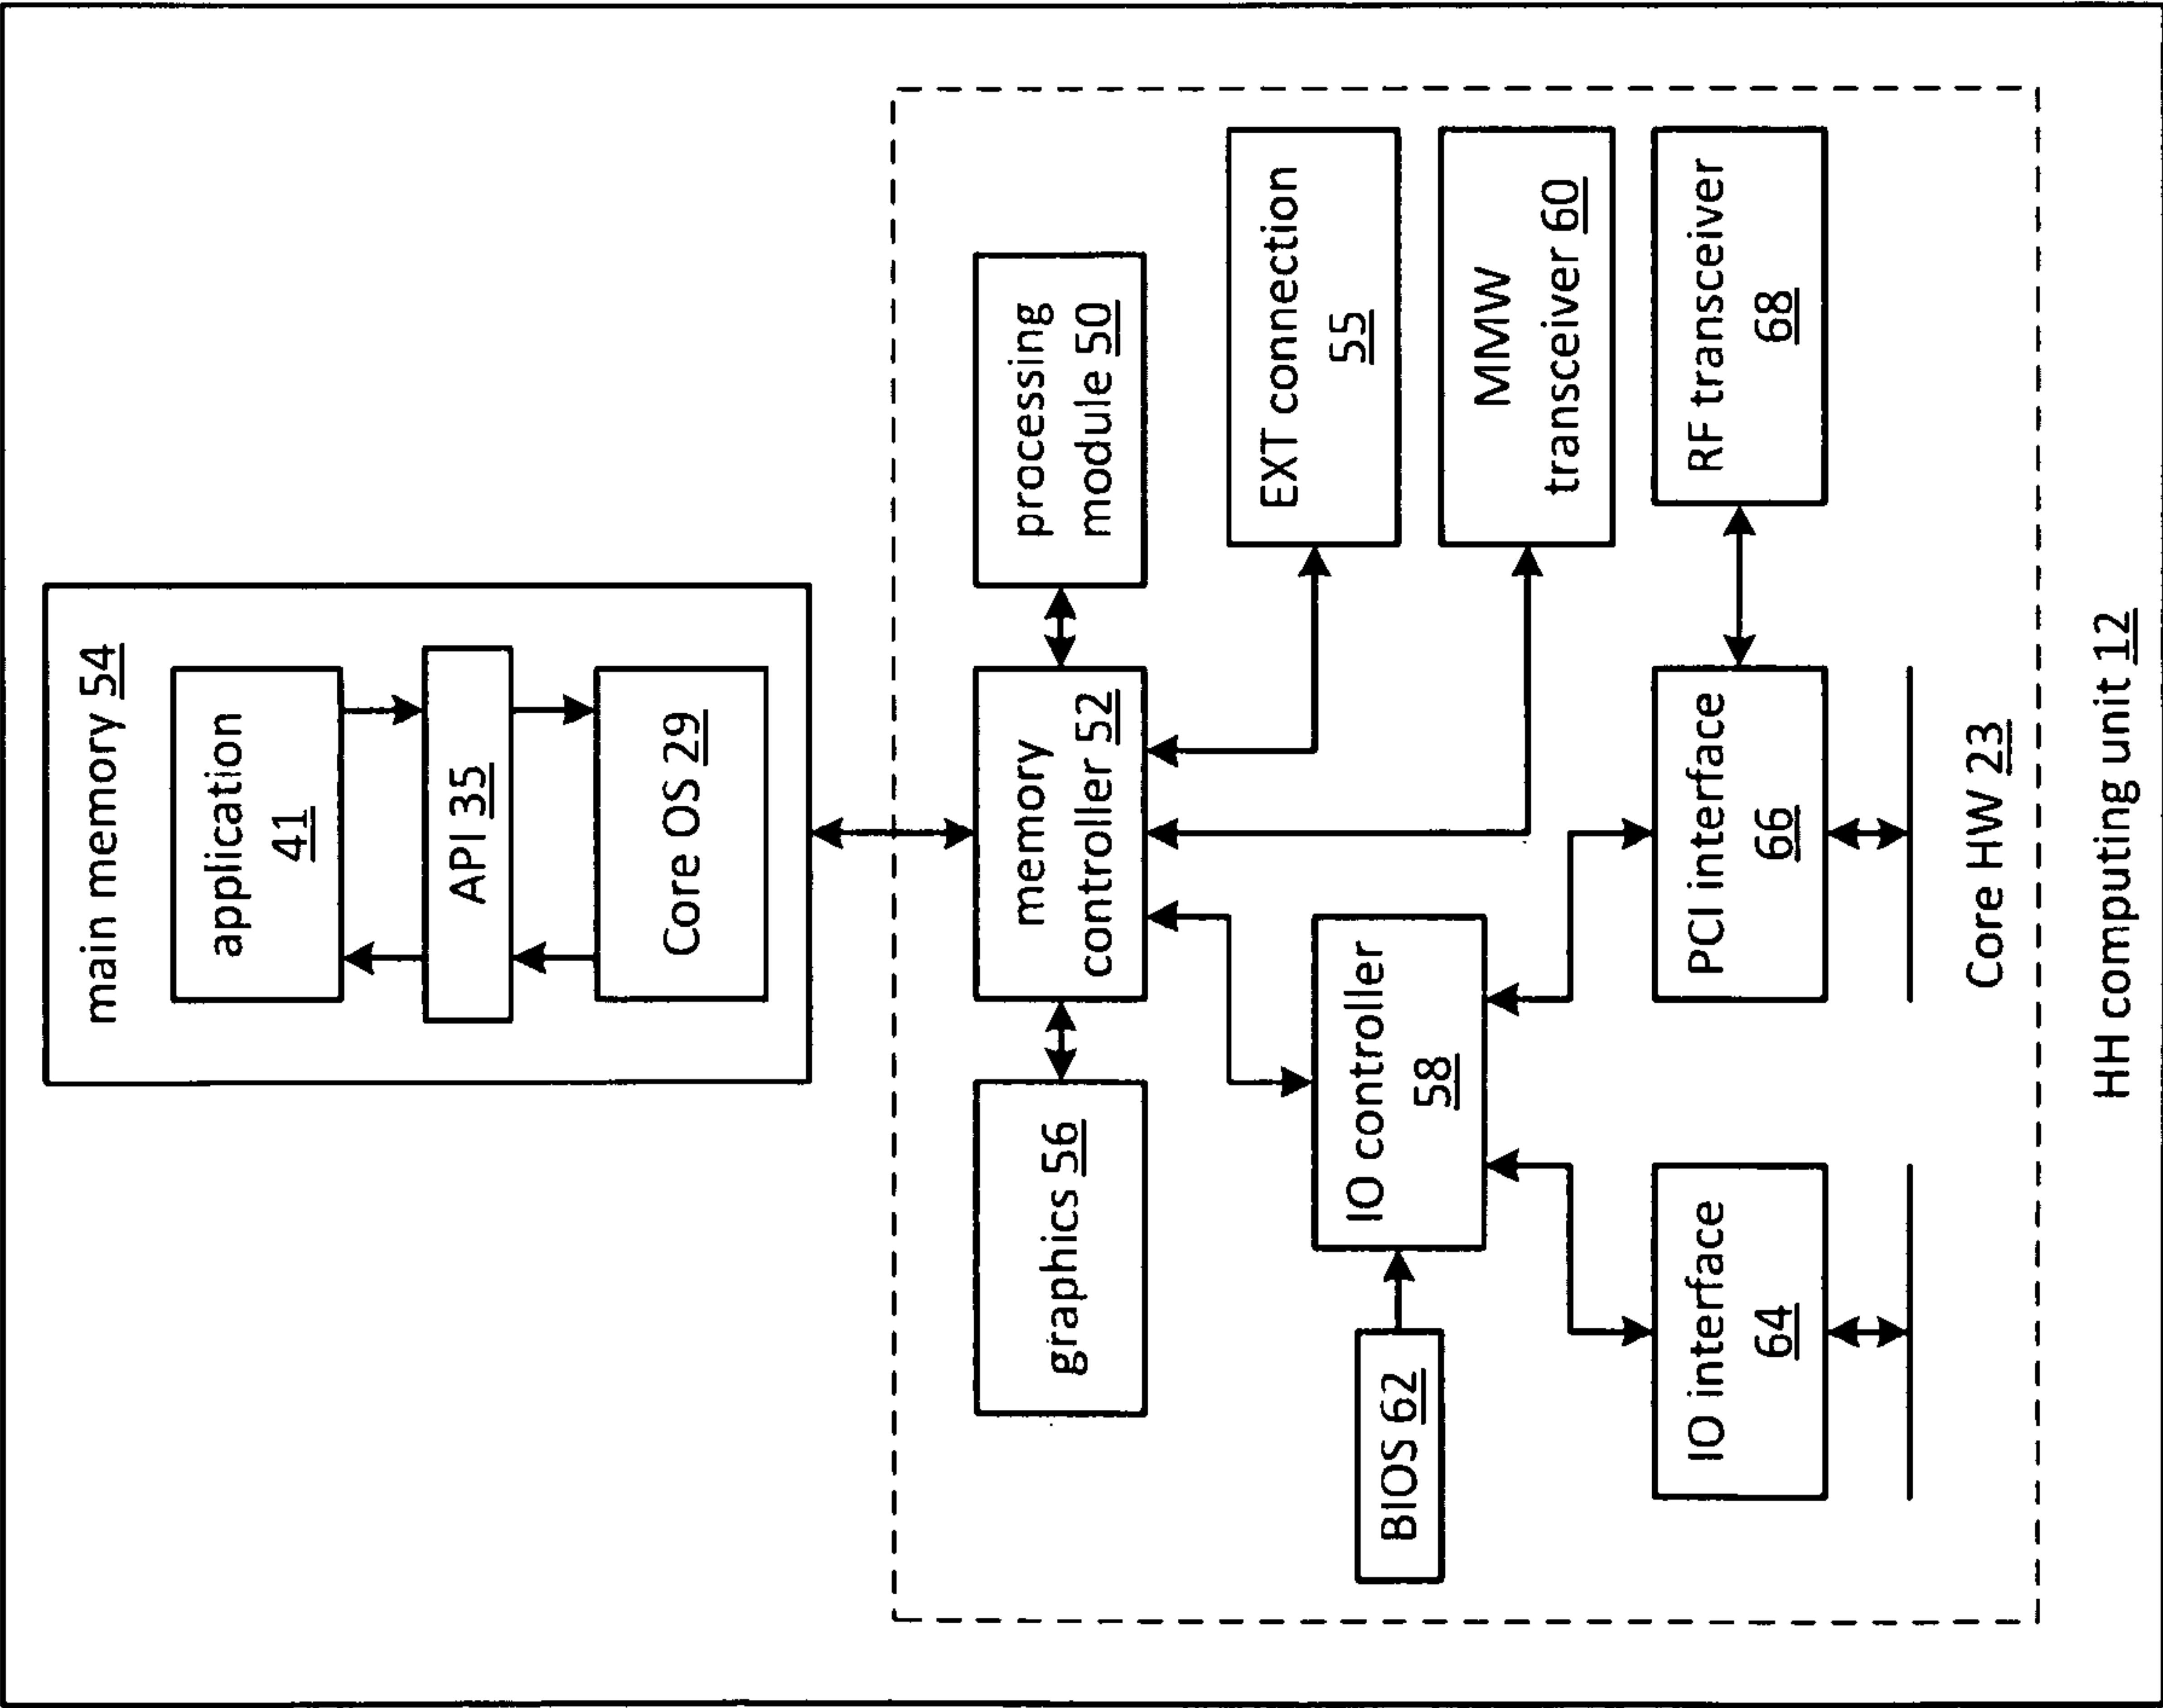 main memory 54
application
41
API 35
Core OS 29
graphics 56
memory
controller 52
processing
module 50
EXT connection
55
MMW
transceiver 60
BIOS 62
IO controller
58
IO interface
64
PCI interface
66
RF transceiver
68
Core HW 23
HH computing unit 12